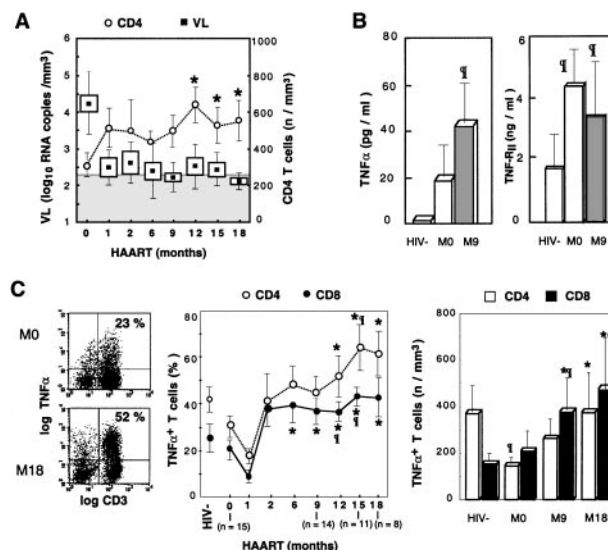 A
CD4 VL
VL (log10 RNA copies /mm3)
6
5
4
3
2
1
CD4 T cells (n / mm3)
1000
800
600
400
200
0
* * *
0 1 2 6 9 12 15 18
HAART (months)
B
TNFα (pg / ml)
80
60
40
20
0
¶
HIV- M0 M9
TNF-RII (ng / ml)
6
4
2
0
¶ ¶
HIV- M0 M9
C
M0
23 %
M18
52 %
log TNFα
log CD3
CD4 CD8
TNFα+ T cells (%)
80
60
40
20
0
* *¶ *
* * * * *
¶ ¶
HIV- 0 1 2 6 9 12 15 18
(n = 15) (n = 14) (n = 11) (n = 8)
HAART (months)
CD4 CD8
TNFα+ T cells (n / mm3)
800
600
400
200
0
¶ *¶ * *
HIV- M0 M9 M18